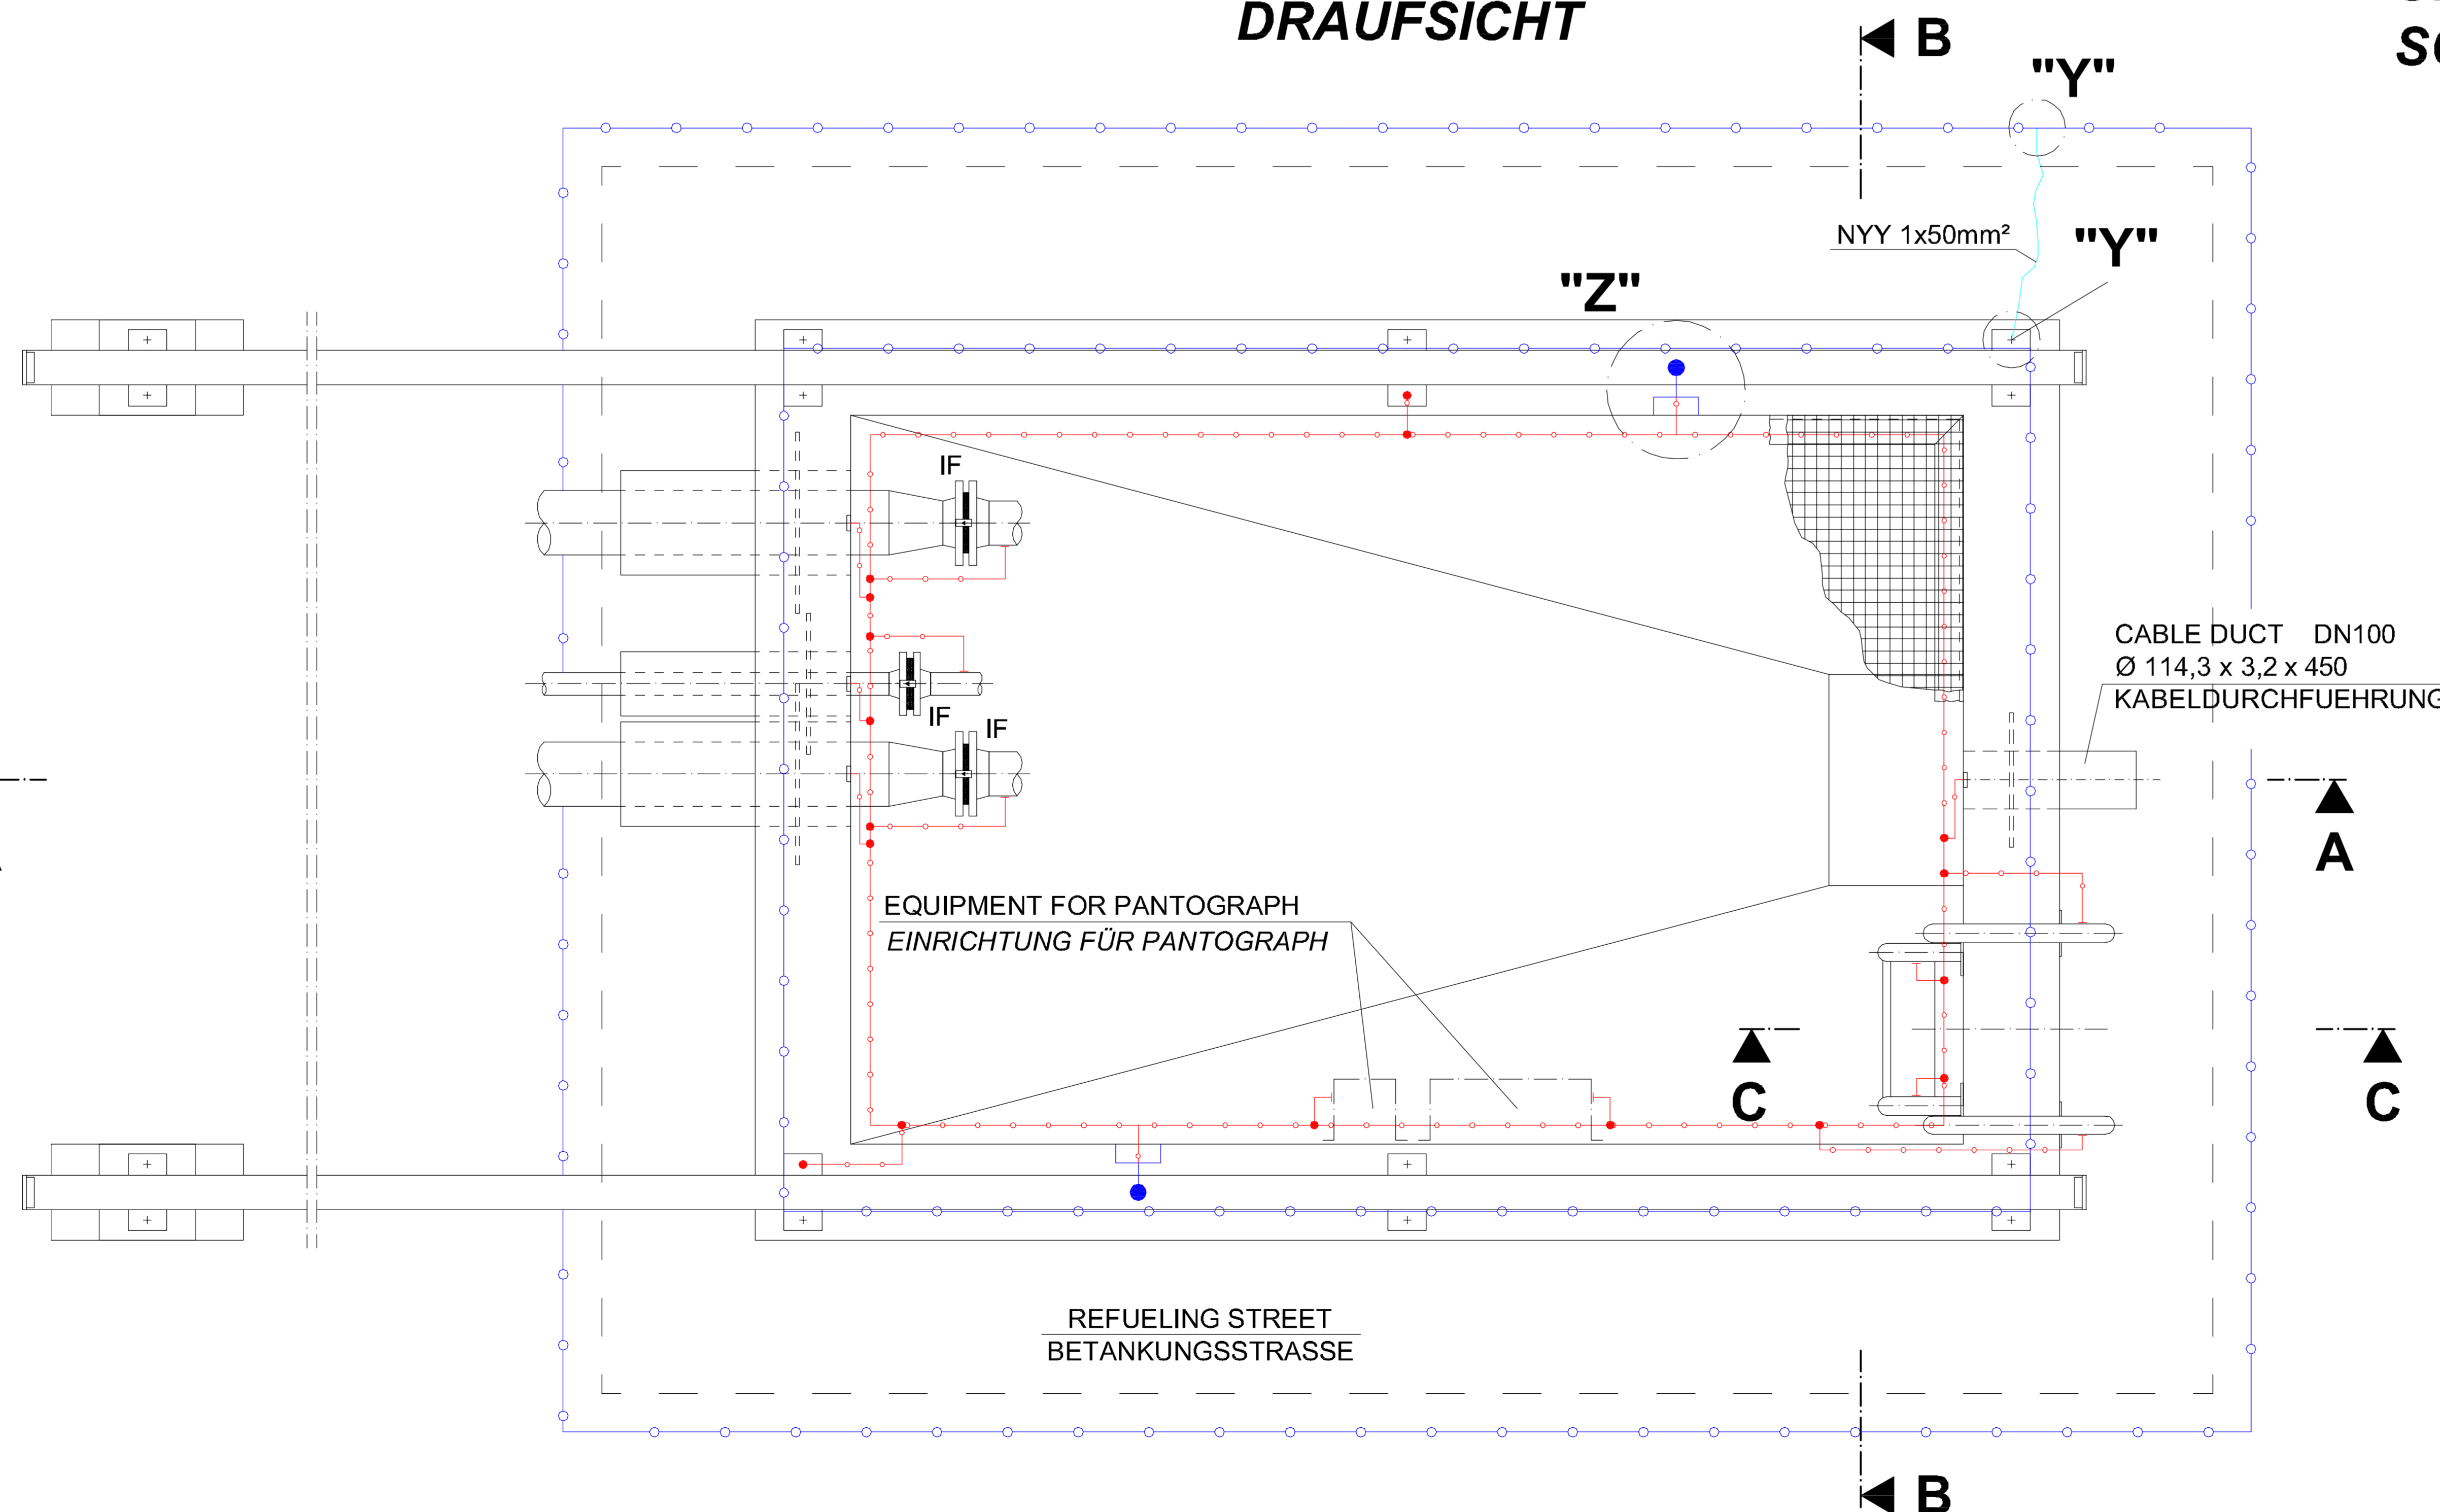 DRAUFSICHT
B
"Y"
NYY 1x50mm²
"Y"
"Z"
IF
CABLE DUCT DN100
Ø 114,3 x 3,2 x 450
KABELDURCHFUEHRUNG
IF
IF
A
EQUIPMENT FOR PANTOGRAPH
EINRICHTUNG FÜR PANTOGRAPH
C
C
REFUELING STREET
BETANKUNGSSTRASSE
B